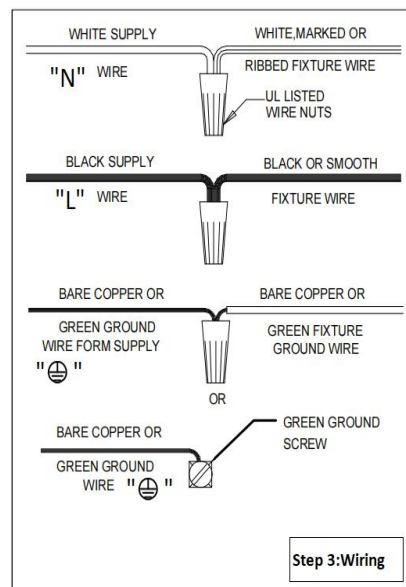 WHITE SUPPLY
WHITE,MARKED OR
"N" WIRE
RIBBED FIXTURE WIRE
UL LISTED
WIRE NUTS
BLACK SUPPLY
BLACK OR SMOOTH
"L" WIRE
FIXTURE WIRE
BARE COPPER OR
BARE COPPER OR
GREEN GROUND
WIRE FORM SUPPLY
GREEN FIXTURE
GROUND WIRE
"⏚"
OR
BARE COPPER OR
GREEN GROUND
SCREW
GREEN GROUND
WIRE "⏚"
Step 3:Wiring